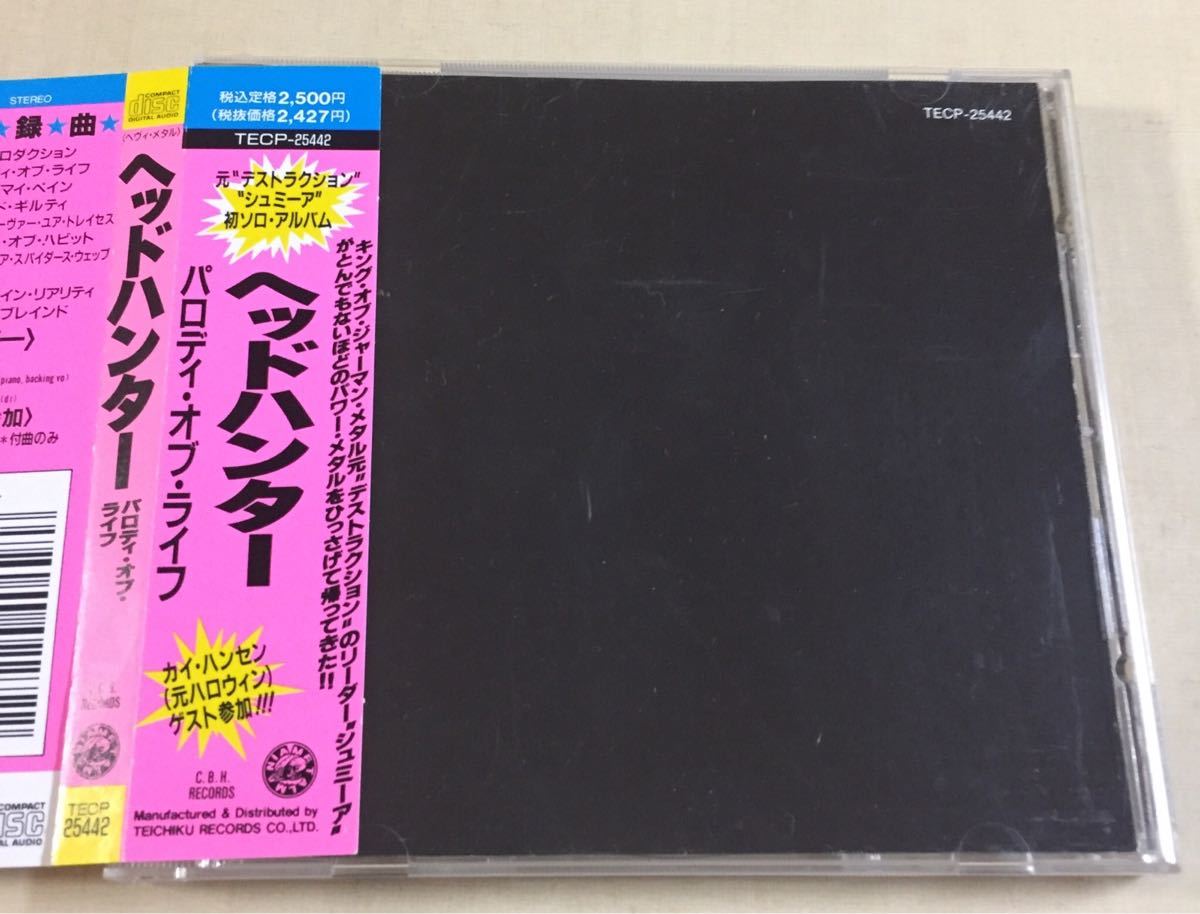 STEREO
★録★曲★
ロダクション
ィ・オブ・ライフ
マイ・ペイン
ド・ギルティ
ーヴァー・ユア・トレイセス
・オブ・ハビット
ア・スパイダース・ウェッブ
イン・リアリティ
ブレインド
ー〉
piano, backing vo)
(dr)
加〉
＊付曲のみ
COMPACT
disc
DIGITAL AUDIO
COMPACT
disc
DIGITAL AUDIO
(ヘヴィ・メタル)
ヘッドハンター
パロディ・オブ・
ライフ
RECORDS
TECP
25442
税込定格2,500円
(税抜価格2,427円)
TECP-25442
元"デストラクション"
"シュミーア"
初ソロ・アルバム
キング・オブ・ジャーマン・メタル元"デストラクション"のリーダー"シュミーア"
がとんでもないほどのパワー・メタルをひっさげて帰ってきた!!
ヘッドハンター
パロディ・オブ・ライフ
カイ・ハンセン
(元ハロウィン)
ゲスト参加!!!
C.B.H.
RECORDS
Manufactured & Distributed by
TEICHIKU RECORDS CO.,LTD.
TECP-25442